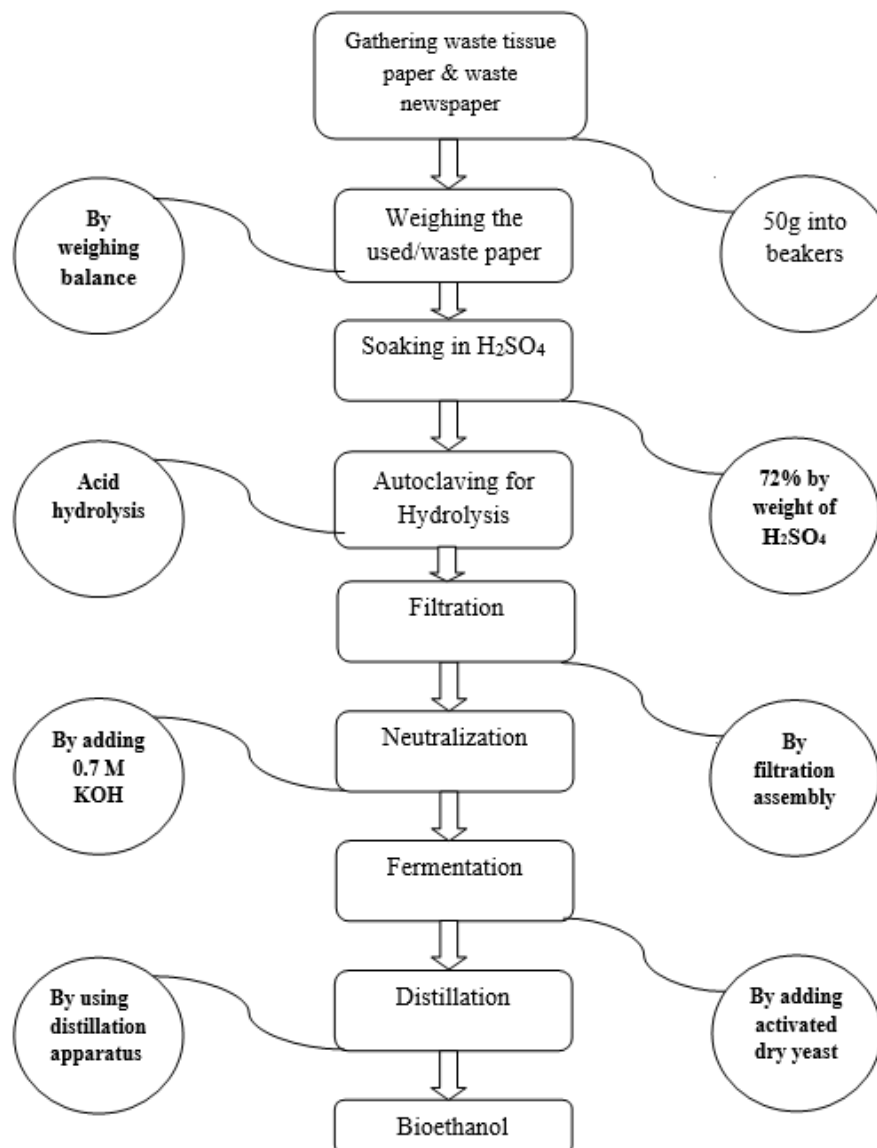 Gathering waste tissue
paper & waste
newspaper
By
weighing
balance
Weighing the
used/waste paper
50g into
beakers
Soaking in H₂SO₄
Acid
hydrolysis
Autoclaving for
Hydrolysis
72% by
weight of
H₂SO₄
Filtration
By adding
0.7 M
KOH
Neutralization
By
filtration
assembly
Fermentation
By using
distillation
apparatus
Distillation
By adding
activated
dry yeast
Bioethanol